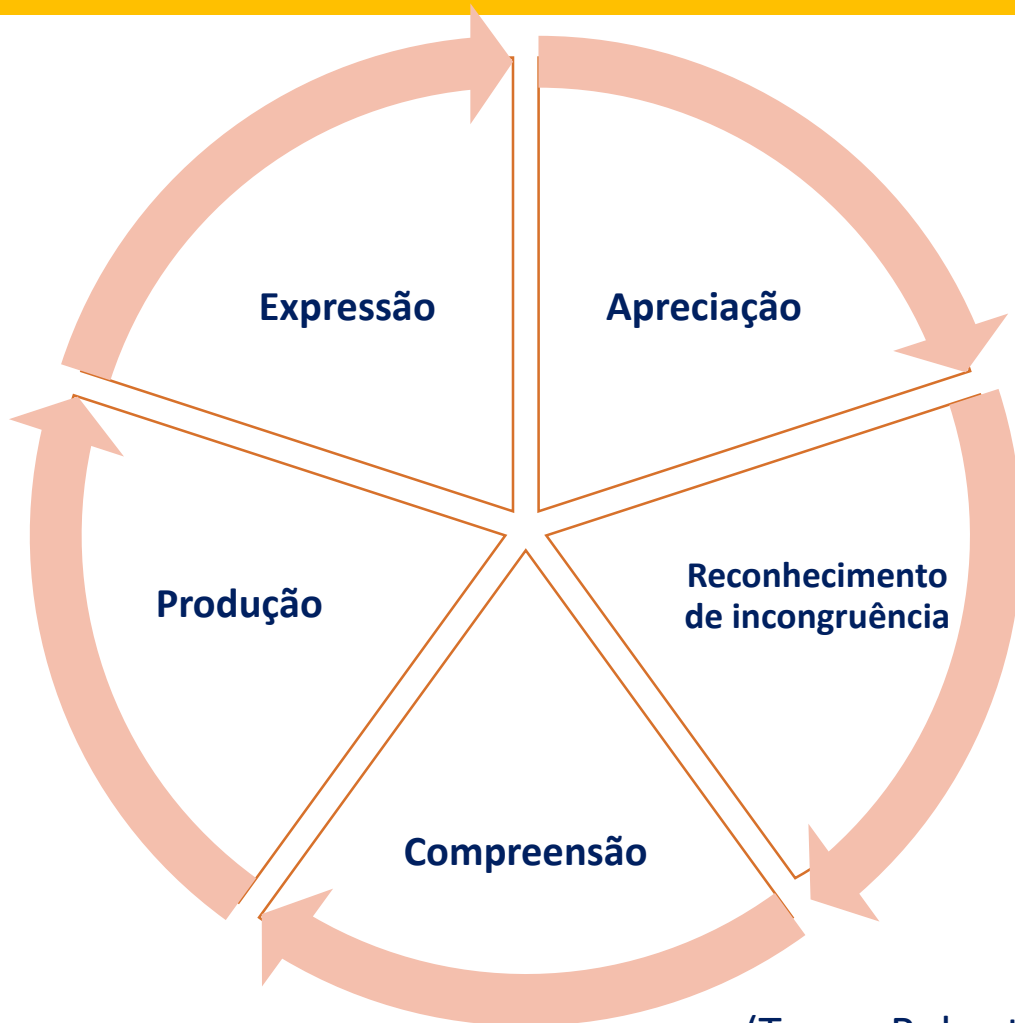 Expressão
Apreciação
Reconhecimento
de incongruência
Compreensão
Produção